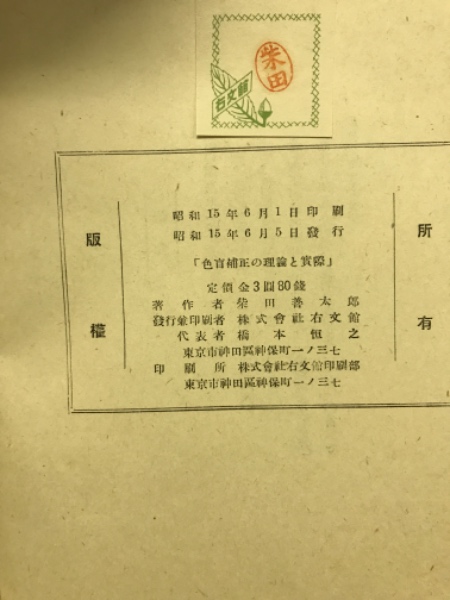 柴田
右文館
昭和15年6月1日印刷
昭和15年6月5日發行
版權
所有
「色盲補正の理論と實際」
定價金3圓80錢
著作者 柴田善太郎
發行兼印刷者 株式會社右文館
代表者 橋本恒之
東京市神田區神保町一ノ三七
印刷所 株式會社右文館印刷部
東京市神田區神保町一ノ三七